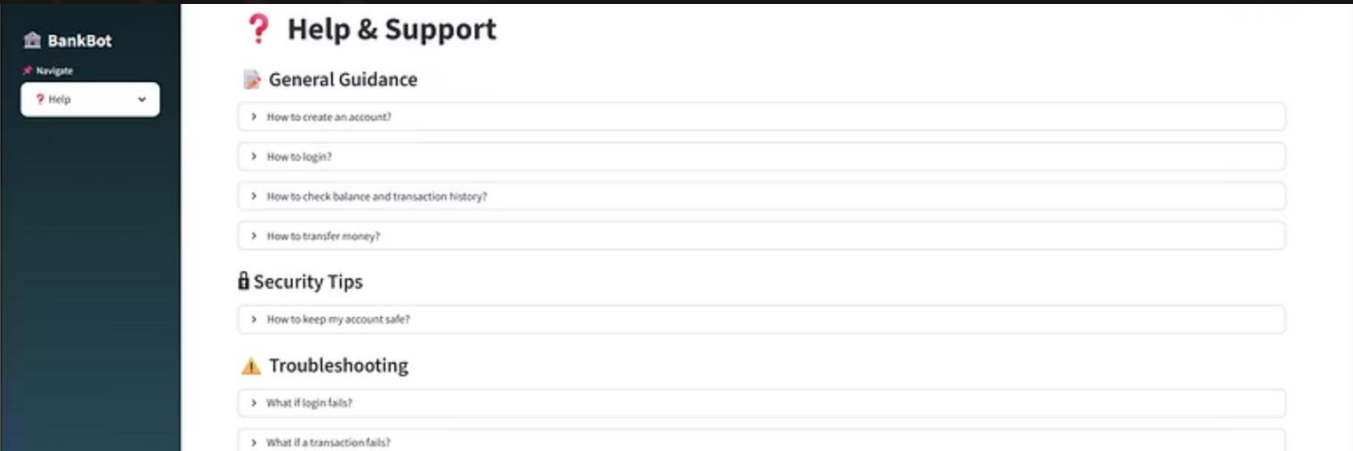 BankBot
Navigate
Help
Help & Support
General Guidance
How to create an account?
How to login?
How to check balance and transaction history?
How to transfer money?
Security Tips
How to keep my account safe?
Troubleshooting
What if login fails?
What if a transaction fails?